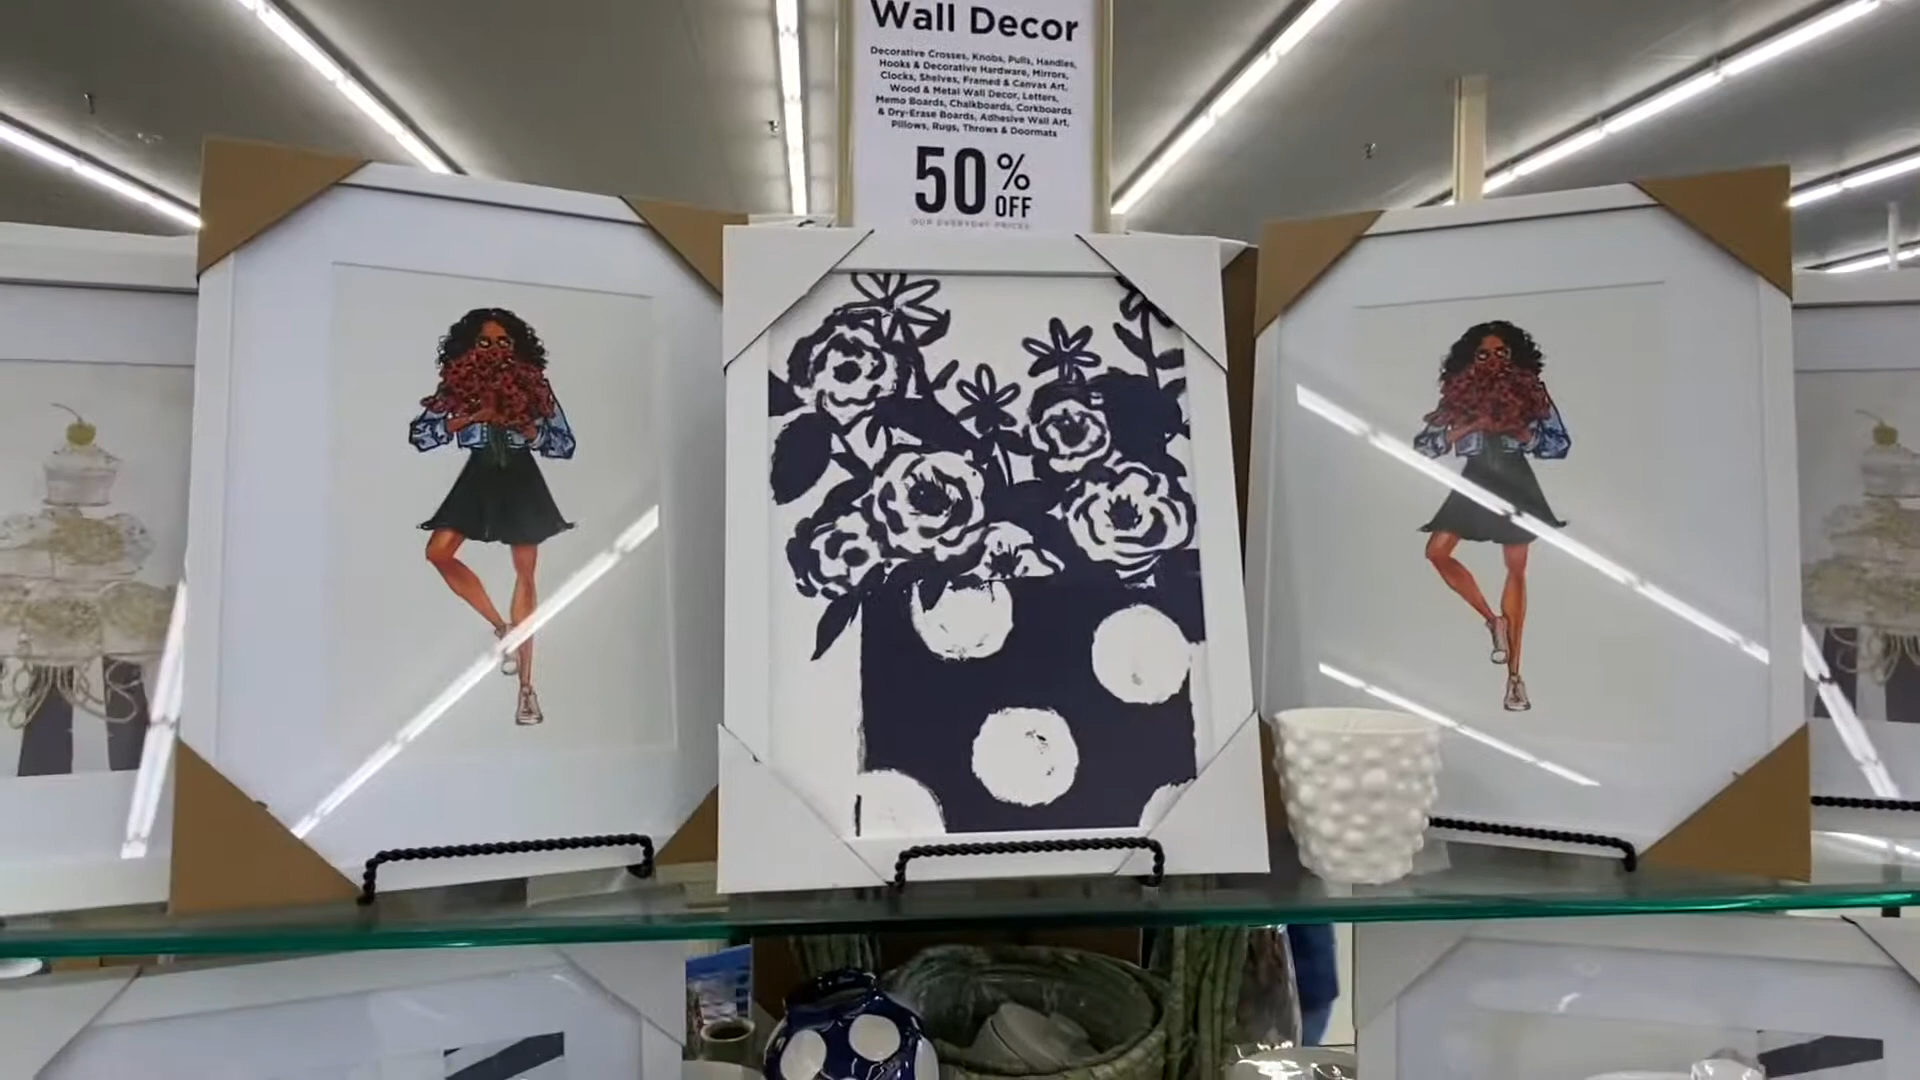 Wall Decor
Decorative Crosses, Knobs, Pulls, Handles,
Hooks & Decorative Hardware, Mirrors,
Clocks, Shelves, Framed & Canvas Art,
Wood & Metal Wall Decor, Letters,
Memo Boards, Chalkboards, Corkboards
& Dry-Erase Boards, Adhesive Wall Art,
Pillows, Rugs, Throws & Doormats
50% OFF
OUR EVERYDAY PRICES